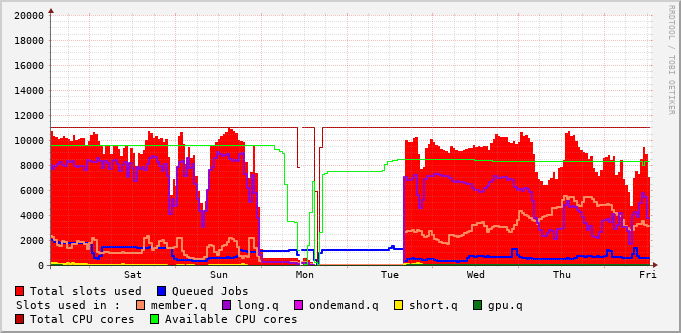 RRDTOOL / TOBI OETIKER
20000
18000
16000
14000
12000
10000
8000
6000
4000
2000
0
Sat Sun Mon Tue Wed Thu Fri
Total slots used Queued Jobs
Slots used in : member.q long.q ondemand.q short.q gpu.q
Total CPU cores Available CPU cores